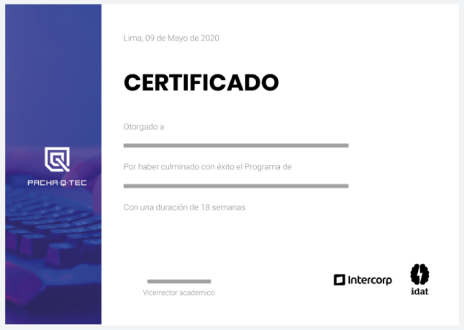 Lima, 09 de Mayo de 2020
CERTIFICADO
Otorgado a
Por haber culminado con éxito el Programa de
Con una duración de 18 semanas
PACHA·Q·TEC
Vicerrector academico
Intercorp
idat